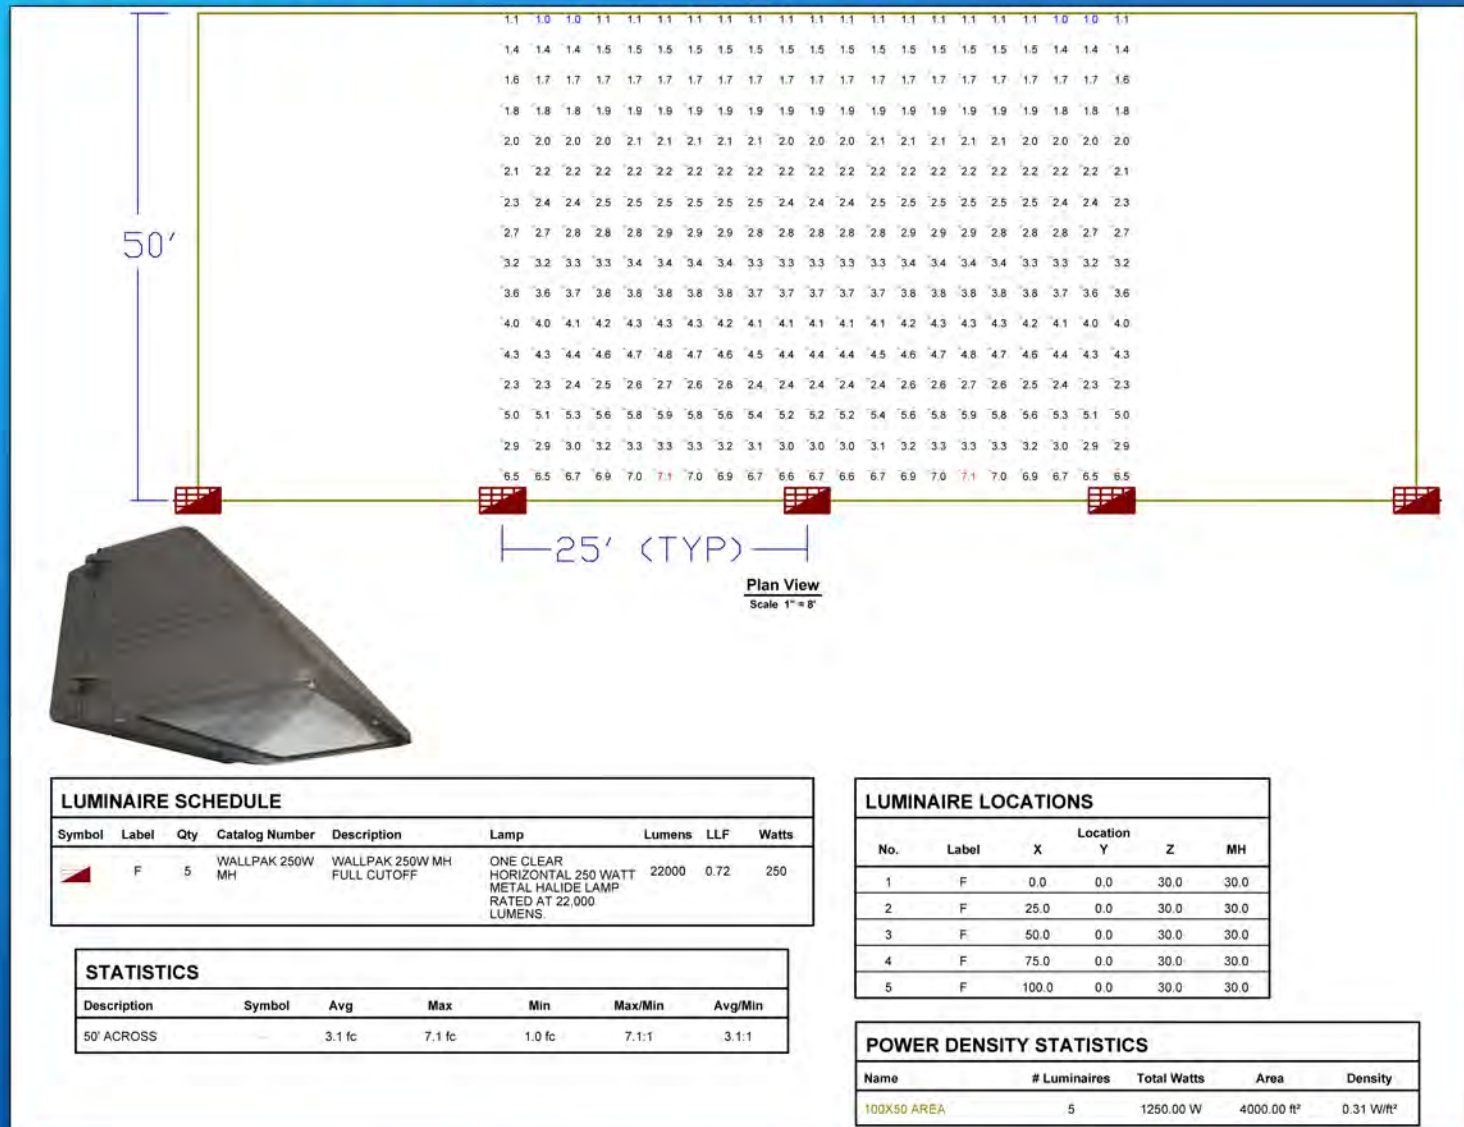 1.1 1.0 1.0 1.1 1.1 1.1 1.1 1.1 1.1 1.1 1.1 1.1 1.1 1.1 1.1 1.1 1.1 1.1 1.0 1.0 1.1
1.4 1.4 1.4 1.5 1.5 1.5 1.5 1.5 1.5 1.5 1.5 1.5 1.5 1.5 1.5 1.5 1.5 1.5 1.4 1.4 1.4
1.6 1.7 1.7 1.7 1.7 1.7 1.7 1.7 1.7 1.7 1.7 1.7 1.7 1.7 1.7 1.7 1.7 1.7 1.7 1.7 1.6
1.8 1.8 1.8 1.9 1.9 1.9 1.9 1.9 1.9 1.9 1.9 1.9 1.9 1.9 1.9 1.9 1.9 1.9 1.8 1.8 1.8
2.0 2.0 2.0 2.0 2.1 2.1 2.1 2.1 2.1 2.0 2.0 2.0 2.1 2.1 2.1 2.1 2.1 2.0 2.0 2.0 2.0
2.1 2.2 2.2 2.2 2.2 2.2 2.2 2.2 2.2 2.2 2.2 2.2 2.2 2.2 2.2 2.2 2.2 2.2 2.2 2.2 2.1
2.3 2.4 2.4 2.5 2.5 2.5 2.5 2.5 2.5 2.4 2.4 2.4 2.5 2.5 2.5 2.5 2.5 2.5 2.4 2.4 2.3
2.7 2.7 2.8 2.8 2.8 2.9 2.9 2.9 2.8 2.8 2.8 2.8 2.8 2.9 2.9 2.9 2.8 2.8 2.8 2.7 2.7
50'
3.2 3.2 3.3 3.3 3.4 3.4 3.4 3.4 3.3 3.3 3.3 3.3 3.3 3.4 3.4 3.4 3.4 3.3 3.3 3.2 3.2
3.6 3.6 3.7 3.8 3.8 3.8 3.8 3.8 3.7 3.7 3.7 3.7 3.7 3.8 3.8 3.8 3.8 3.8 3.7 3.6 3.6
4.0 4.0 4.1 4.2 4.3 4.3 4.3 4.2 4.1 4.1 4.1 4.1 4.1 4.2 4.3 4.3 4.3 4.2 4.1 4.0 4.0
4.3 4.3 4.4 4.6 4.7 4.8 4.7 4.6 4.5 4.4 4.4 4.4 4.5 4.6 4.7 4.8 4.7 4.6 4.4 4.3 4.3
2.3 2.3 2.4 2.5 2.6 2.7 2.6 2.6 2.4 2.4 2.4 2.4 2.4 2.6 2.6 2.7 2.6 2.5 2.4 2.3 2.3
5.0 5.1 5.3 5.6 5.8 5.9 5.8 5.6 5.4 5.2 5.2 5.2 5.4 5.6 5.8 5.9 5.8 5.6 5.3 5.1 5.0
2.9 2.9 3.0 3.2 3.3 3.3 3.3 3.2 3.1 3.0 3.0 3.0 3.1 3.2 3.3 3.3 3.3 3.2 3.0 2.9 2.9
6.5 6.5 6.7 6.9 7.0 7.1 7.0 6.9 6.7 6.6 6.7 6.6 6.7 6.9 7.0 7.1 7.0 6.9 6.7 6.5 6.5
25' (TYP)
Plan View
Scale 1" = 8'
LUMINAIRE SCHEDULE
Symbol Label Qty Catalog Number Description Lamp Lumens LLF Watts
F 5 WALLPAK 250W MH WALLPAK 250W MH FULL CUTOFF ONE CLEAR HORIZONTAL 250 WATT METAL HALIDE LAMP RATED AT 22,000 LUMENS. 22000 0.72 250
STATISTICS
Description Symbol Avg Max Min Max/Min Avg/Min
50' ACROSS 3.1 fc 7.1 fc 1.0 fc 7.1:1 3.1:1
LUMINAIRE LOCATIONS
Location
No. Label X Y Z MH
1 F 0.0 0.0 30.0 30.0
2 F 25.0 0.0 30.0 30.0
3 F 50.0 0.0 30.0 30.0
4 F 75.0 0.0 30.0 30.0
5 F 100.0 0.0 30.0 30.0
POWER DENSITY STATISTICS
Name # Luminaires Total Watts Area Density
100X50 AREA 5 1250.00 W 4000.00 ft² 0.31 W/ft²